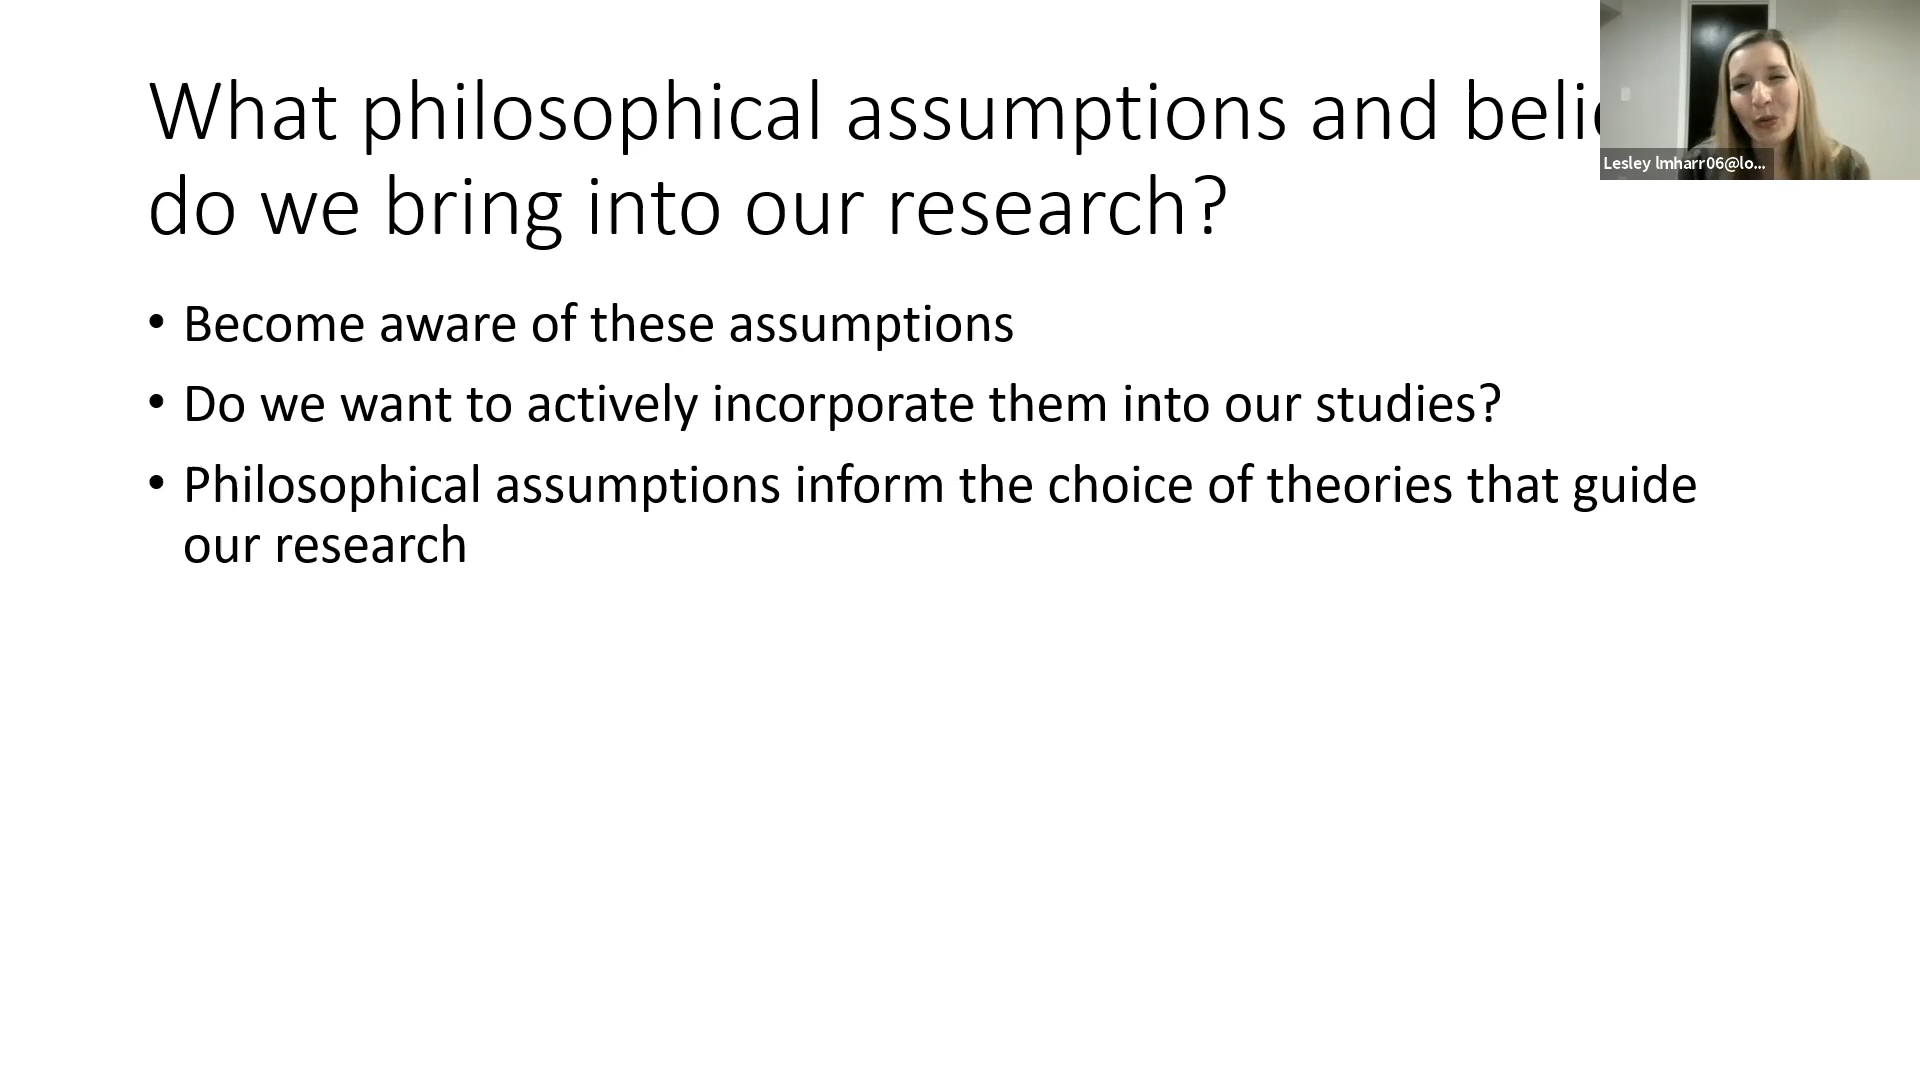 What philosophical assumptions and beli
do we bring into our research?
• Become aware of these assumptions
• Do we want to actively incorporate them into our studies?
• Philosophical assumptions inform the choice of theories that guide
our research
Lesley lmharr06@lo...